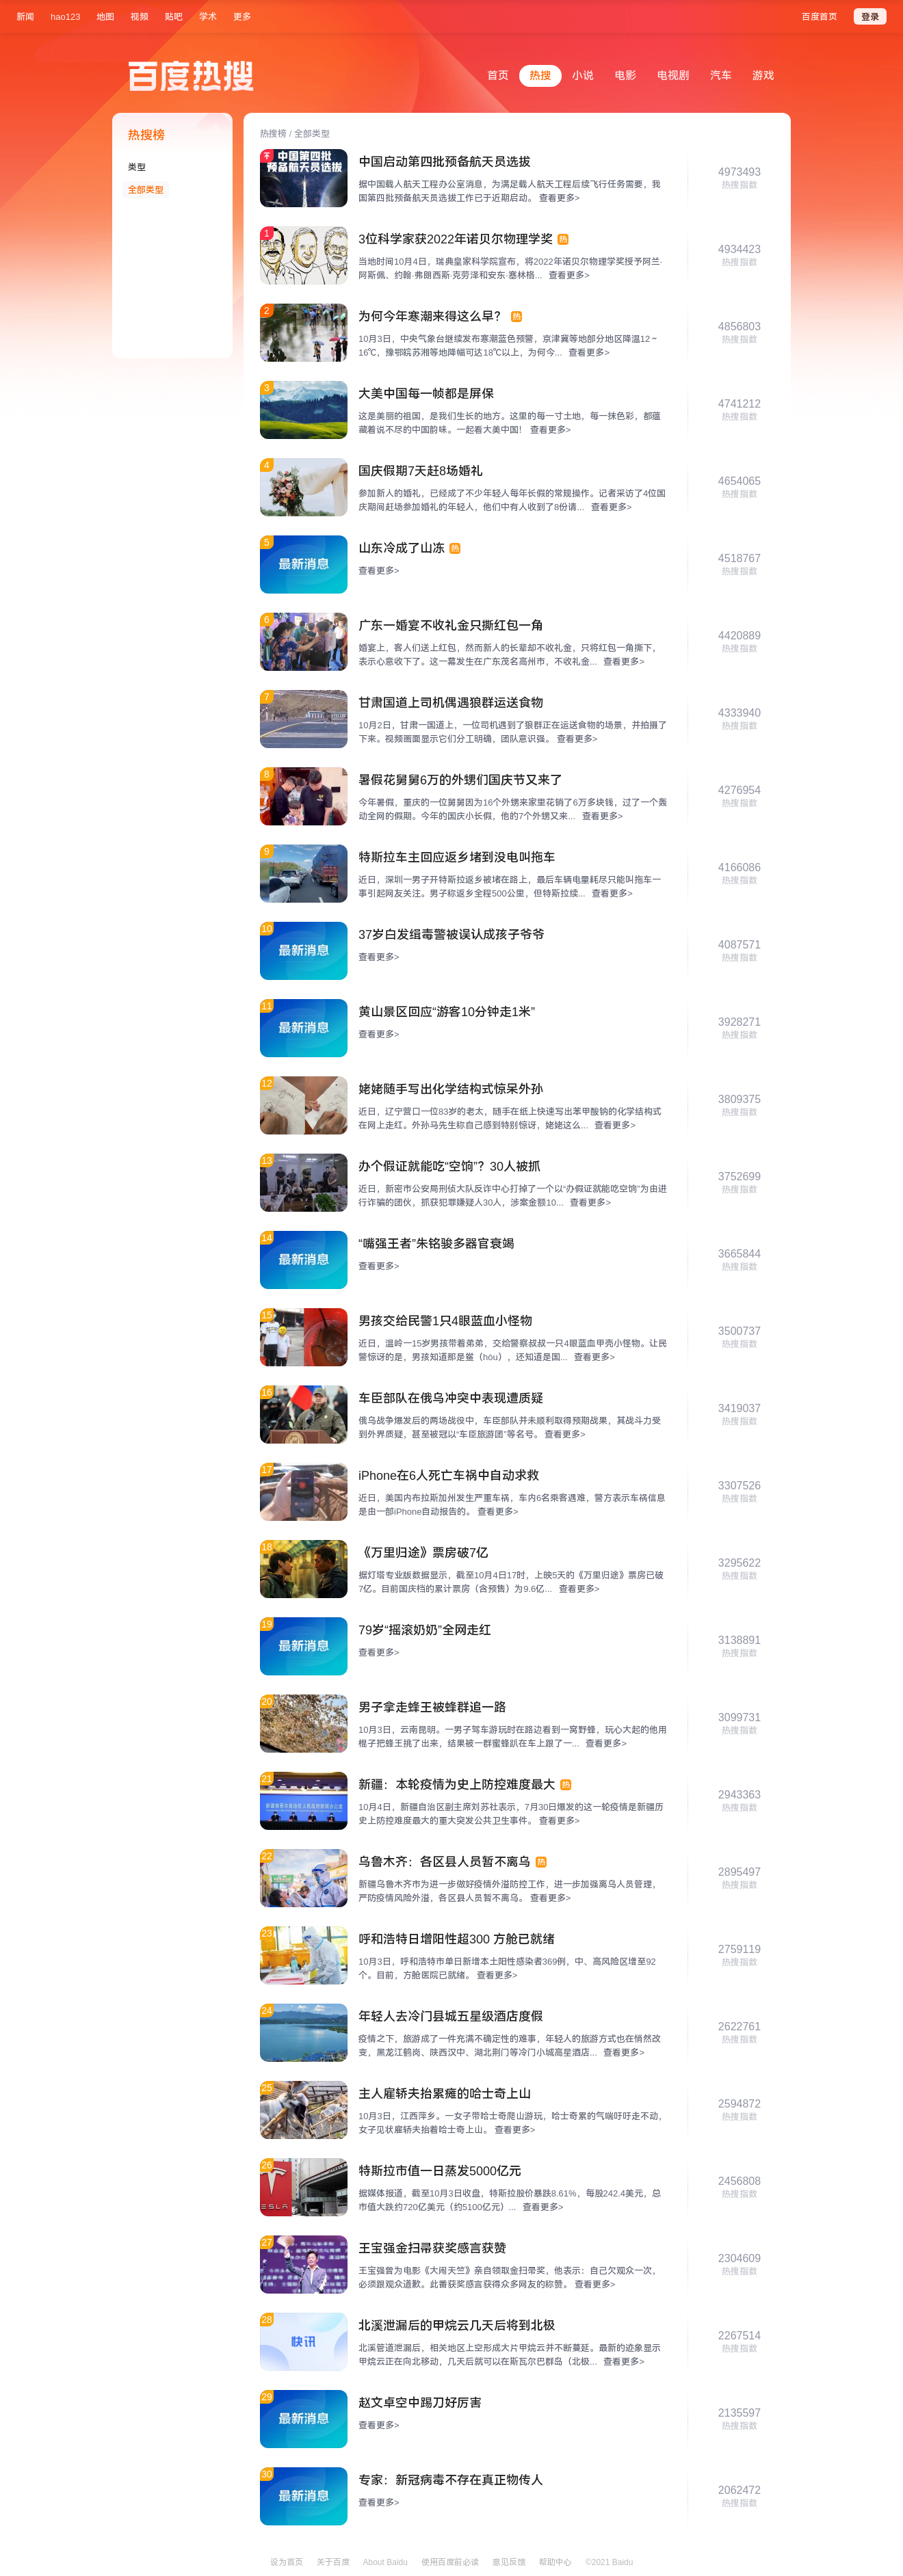 新闻 hao123 地图 视频 贴吧 学术 更多 百度首页 登录
百度热搜
首页 热搜 小说 电影 电视剧 汽车 游戏
热搜榜
类型
全部类型
热搜榜 / 全部类型
中国第四批
预备航天员选拔
中国启动第四批预备航天员选拔
据中国载人航天工程办公室消息，为满足载人航天工程后续飞行任务需要，我
国第四批预备航天员选拔工作已于近期启动。 查看更多>
4973493
热搜指数
1
3位科学家获2022年诺贝尔物理学奖 热
当地时间10月4日，瑞典皇家科学院宣布，将2022年诺贝尔物理学奖授予阿兰·
阿斯佩、约翰·弗朗西斯·克劳泽和安东·塞林格... 查看更多>
4934423
热搜指数
2
为何今年寒潮来得这么早？ 热
10月3日，中央气象台继续发布寒潮蓝色预警，京津冀等地部分地区降温12～
16℃，豫鄂皖苏湘等地降幅可达18℃以上，为何今... 查看更多>
4856803
热搜指数
3
大美中国每一帧都是屏保
这是美丽的祖国，是我们生长的地方。这里的每一寸土地，每一抹色彩，都蕴
藏着说不尽的中国韵味。一起看大美中国！ 查看更多>
4741212
热搜指数
4
国庆假期7天赶8场婚礼
参加新人的婚礼，已经成了不少年轻人每年长假的常规操作。记者采访了4位国
庆期间赶场参加婚礼的年轻人，他们中有人收到了8份请... 查看更多>
4654065
热搜指数
5
最新消息
山东冷成了山冻 热
查看更多>
4518767
热搜指数
6
广东一婚宴不收礼金只撕红包一角
婚宴上，客人们送上红包，然而新人的长辈却不收礼金，只将红包一角撕下，
表示心意收下了。这一幕发生在广东茂名高州市，不收礼金... 查看更多>
4420889
热搜指数
7
甘肃国道上司机偶遇狼群运送食物
10月2日，甘肃一国道上，一位司机遇到了狼群正在运送食物的场景，并拍摄了
下来。视频画面显示它们分工明确，团队意识强。 查看更多>
4333940
热搜指数
8
暑假花舅舅6万的外甥们国庆节又来了
今年暑假，重庆的一位舅舅因为16个外甥来家里花销了6万多块钱，过了一个轰
动全网的假期。今年的国庆小长假，他的7个外甥又来... 查看更多>
4276954
热搜指数
9
特斯拉车主回应返乡堵到没电叫拖车
近日，深圳一男子开特斯拉返乡被堵在路上，最后车辆电量耗尽只能叫拖车一
事引起网友关注。男子称返乡全程500公里，但特斯拉续... 查看更多>
4166086
热搜指数
10
最新消息
37岁白发缉毒警被误认成孩子爷爷
查看更多>
4087571
热搜指数
11
最新消息
黄山景区回应“游客10分钟走1米”
查看更多>
3928271
热搜指数
12
姥姥随手写出化学结构式惊呆外孙
近日，辽宁营口一位83岁的老太，随手在纸上快速写出苯甲酸钠的化学结构式
在网上走红。外孙马先生称自己感到特别惊讶，姥姥这么... 查看更多>
3809375
热搜指数
13
办个假证就能吃“空饷”？30人被抓
近日，新密市公安局刑侦大队反诈中心打掉了一个以“办假证就能吃空饷”为由进
行诈骗的团伙，抓获犯罪嫌疑人30人，涉案金额10... 查看更多>
3752699
热搜指数
14
最新消息
“嘴强王者”朱铭骏多器官衰竭
查看更多>
3665844
热搜指数
15
男孩交给民警1只4眼蓝血小怪物
近日，温岭一15岁男孩带着弟弟，交给警察叔叔一只4眼蓝血甲壳小怪物。让民
警惊讶的是，男孩知道那是鲎（hòu），还知道是国... 查看更多>
3500737
热搜指数
16
车臣部队在俄乌冲突中表现遭质疑
俄乌战争爆发后的两场战役中，车臣部队并未顺利取得预期战果，其战斗力受
到外界质疑，甚至被冠以“车臣旅游团”等名号。 查看更多>
3419037
热搜指数
17
iPhone在6人死亡车祸中自动求救
近日，美国内布拉斯加州发生严重车祸，车内6名乘客遇难，警方表示车祸信息
是由一部iPhone自动报告的。 查看更多>
3307526
热搜指数
18
《万里归途》票房破7亿
据灯塔专业版数据显示，截至10月4日17时，上映5天的《万里归途》票房已破
7亿。目前国庆档的累计票房（含预售）为9.6亿... 查看更多>
3295622
热搜指数
19
最新消息
79岁“摇滚奶奶”全网走红
查看更多>
3138891
热搜指数
20
男子拿走蜂王被蜂群追一路
10月3日，云南昆明。一男子驾车游玩时在路边看到一窝野蜂，玩心大起的他用
棍子把蜂王挑了出来，结果被一群蜜蜂趴在车上跟了一... 查看更多>
3099731
热搜指数
21
新疆：本轮疫情为史上防控难度最大 热
10月4日，新疆自治区副主席刘苏社表示，7月30日爆发的这一轮疫情是新疆历
史上防控难度最大的重大突发公共卫生事件。 查看更多>
2943363
热搜指数
22
乌鲁木齐：各区县人员暂不离乌 热
新疆乌鲁木齐市为进一步做好疫情外溢防控工作，进一步加强离乌人员管理，
严防疫情风险外溢，各区县人员暂不离乌。 查看更多>
2895497
热搜指数
23
呼和浩特日增阳性超300 方舱已就绪
10月3日，呼和浩特市单日新增本土阳性感染者369例，中、高风险区增至92
个。目前，方舱医院已就绪。 查看更多>
2759119
热搜指数
24
年轻人去冷门县城五星级酒店度假
疫情之下，旅游成了一件充满不确定性的难事，年轻人的旅游方式也在悄然改
变，黑龙江鹤岗、陕西汉中、湖北荆门等冷门小城高星酒店... 查看更多>
2622761
热搜指数
25
主人雇轿夫抬累瘫的哈士奇上山
10月3日，江西萍乡。一女子带哈士奇爬山游玩，哈士奇累的气喘吁吁走不动，
女子见状雇轿夫抬着哈士奇上山。 查看更多>
2594872
热搜指数
26
特斯拉市值一日蒸发5000亿元
据媒体报道，截至10月3日收盘，特斯拉股价暴跌8.61%，每股242.4美元，总
市值大跌约720亿美元（约5100亿元）... 查看更多>
2456808
热搜指数
27
王宝强金扫帚获奖感言获赞
王宝强曾为电影《大闹天竺》亲自领取金扫帚奖，他表示：自己欠观众一次，
必须跟观众道歉。此番获奖感言获得众多网友的称赞。 查看更多>
2304609
热搜指数
28
快讯
北溪泄漏后的甲烷云几天后将到北极
北溪管道泄漏后，相关地区上空形成大片甲烷云并不断蔓延。最新的迹象显示
甲烷云正在向北移动，几天后就可以在斯瓦尔巴群岛（北极... 查看更多>
2267514
热搜指数
29
最新消息
赵文卓空中踢刀好厉害
查看更多>
2135597
热搜指数
30
最新消息
专家：新冠病毒不存在真正物传人
查看更多>
2062472
热搜指数
设为首页 关于百度 About Baidu 使用百度前必读 意见反馈 帮助中心 ©2021 Baidu